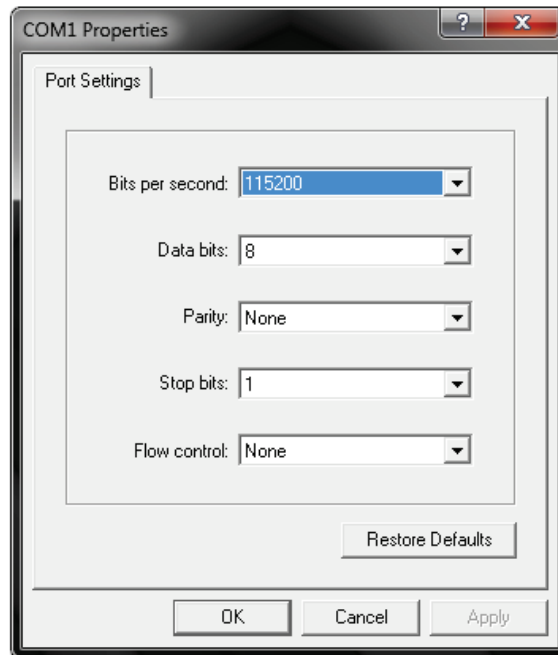 COM1 Properties
?
X
Port Settings
Bits per second: 115200
Data bits: 8
Parity: None
Stop bits: 1
Flow control: None
Restore Defaults
OK Cancel Apply